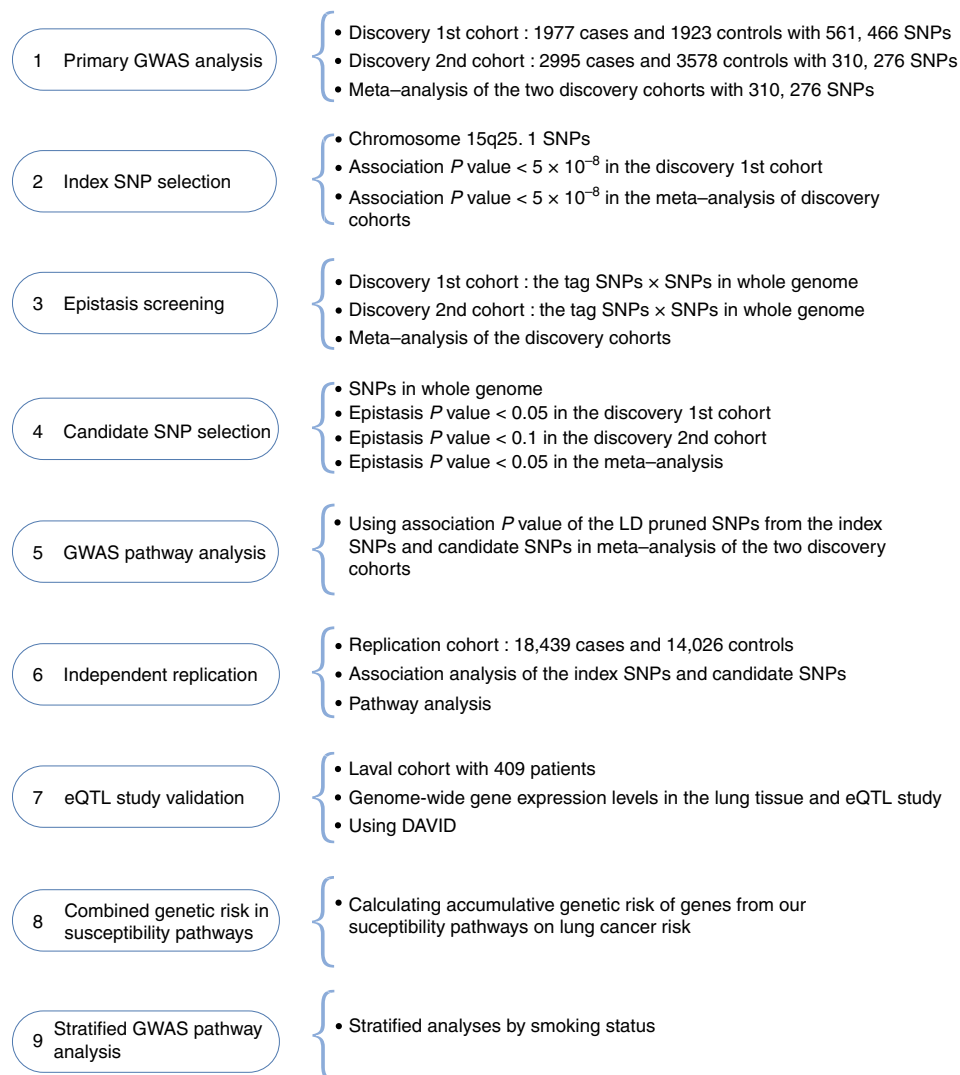 1 Primary GWAS analysis
• Discovery 1st cohort : 1977 cases and 1923 controls with 561, 466 SNPs
• Discovery 2nd cohort : 2995 cases and 3578 controls with 310, 276 SNPs
• Meta–analysis of the two discovery cohorts with 310, 276 SNPs
2 Index SNP selection
• Chromosome 15q25. 1 SNPs
• Association P value < 5 × 10⁻⁸ in the discovery 1st cohort
• Association P value < 5 × 10⁻⁸ in the meta–analysis of discovery
cohorts
3 Epistasis screening
• Discovery 1st cohort : the tag SNPs × SNPs in whole genome
• Discovery 2nd cohort : the tag SNPs × SNPs in whole genome
• Meta–analysis of the discovery cohorts
4 Candidate SNP selection
• SNPs in whole genome
• Epistasis P value < 0.05 in the discovery 1st cohort
• Epistasis P value < 0.1 in the discovery 2nd cohort
• Epistasis P value < 0.05 in the meta–analysis
5 GWAS pathway analysis
• Using association P value of the LD pruned SNPs from the index
SNPs and candidate SNPs in meta–analysis of the two discovery
cohorts
6 Independent replication
• Replication cohort : 18,439 cases and 14,026 controls
• Association analysis of the index SNPs and candidate SNPs
• Pathway analysis
7 eQTL study validation
• Laval cohort with 409 patients
• Genome-wide gene expression levels in the lung tissue and eQTL study
• Using DAVID
8 Combined genetic risk in
susceptibility pathways
• Calculating accumulative genetic risk of genes from our
suceptibility pathways on lung cancer risk
9 Stratified GWAS pathway
analysis
• Stratified analyses by smoking status